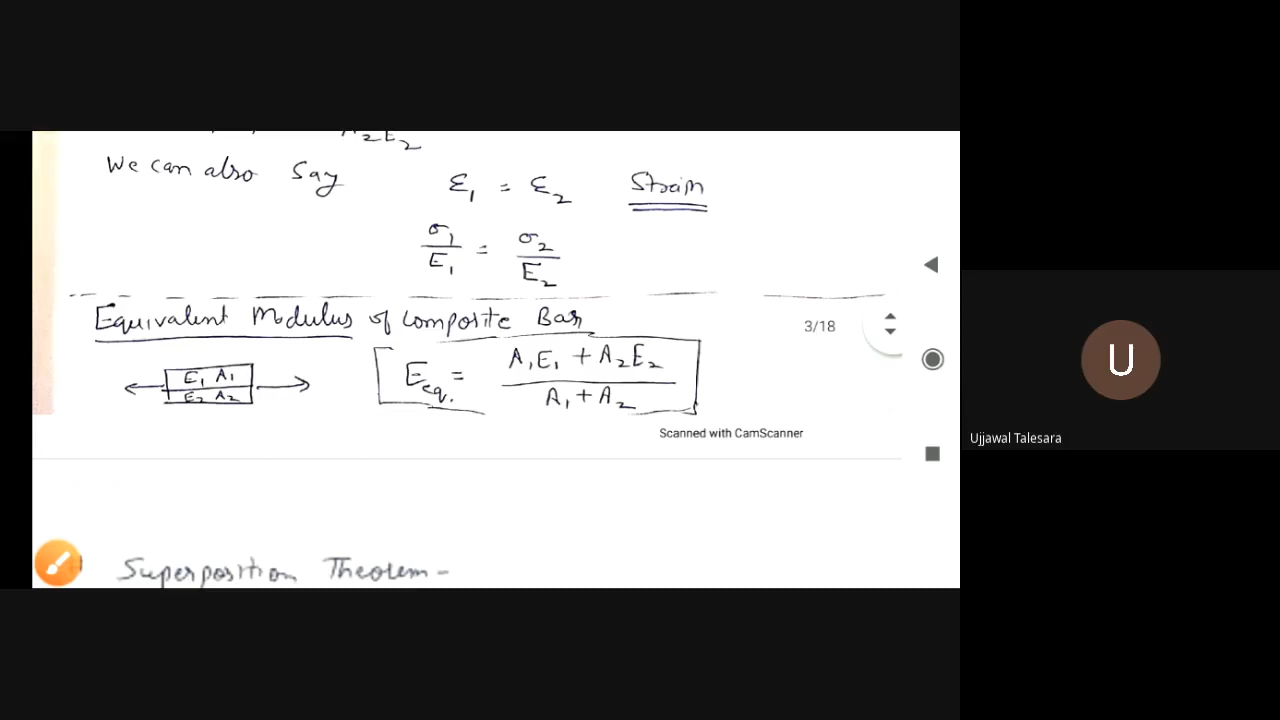 A₂E₂
We can also say ε₁ = ε₂ Strain
σ₁/E₁ = σ₂/E₂
Equivalent Modulus of Composite Bar
3/18
E₁ A₁
E₂ A₂
E_eq. = (A₁E₁ + A₂E₂)/(A₁ + A₂)
Scanned with CamScanner
Superposition Theorem -
U
Ujjawal Talesara